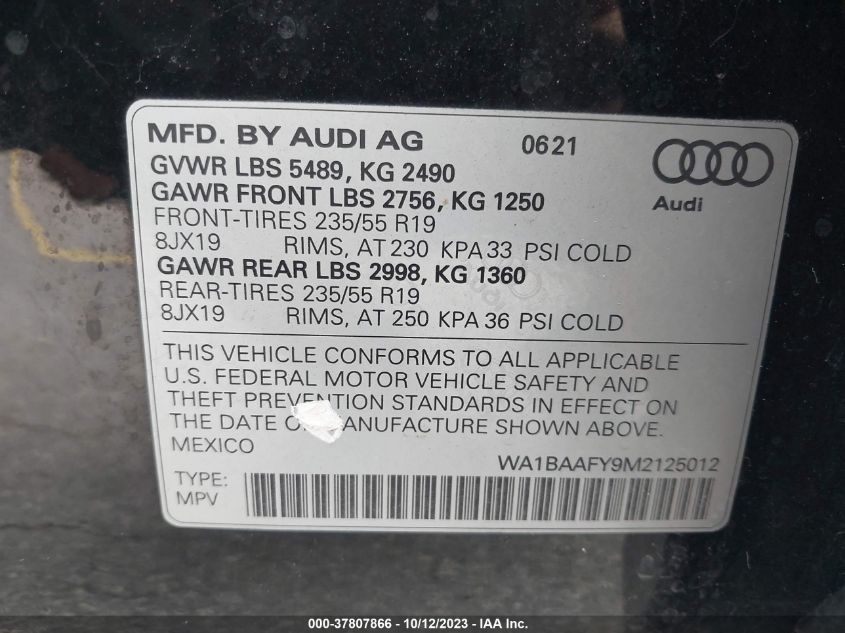 MFD. BY AUDI AG 0621
GVWR LBS 5489, KG 2490
GAWR FRONT LBS 2756, KG 1250
Audi
FRONT-TIRES 235/55 R19
8JX19 RIMS, AT 230 KPA 33 PSI COLD
GAWR REAR LBS 2998, KG 1360
REAR-TIRES 235/55 R19
8JX19 RIMS, AT 250 KPA 36 PSI COLD
THIS VEHICLE CONFORMS TO ALL APPLICABLE
U.S. FEDERAL MOTOR VEHICLE SAFETY AND
THEFT PREVENTION STANDARDS IN EFFECT ON
THE DATE OF MANUFACTURE SHOWN ABOVE.
MEXICO
WA1BAAFY9M2125012
TYPE:
MPV
000-37807866 - 10/12/2023 - IAA Inc.